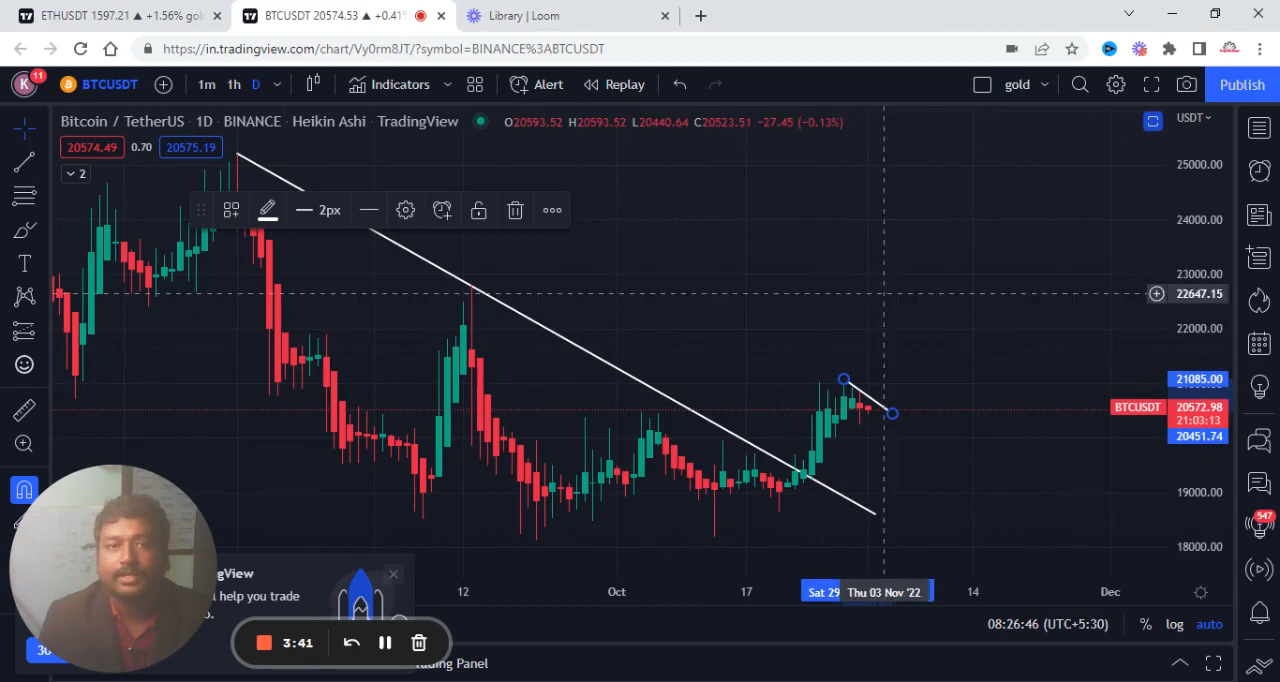 ETHUSDT 1597.21 ▲ +1.56% gol
BTCUSDT 20574.53 ▲ +0.41
Library | Loom
https://in.tradingview.com/chart/Vy0rm8JT/?symbol=BINANCE%3ABTCUSDT
K 11
BTCUSDT
1m 1h D
Indicators
Alert
Replay
gold
Publish
Bitcoin / TetherUS · 1D · BINANCE · Heikin Ashi · TradingView
O20593.52 H20593.52 L20440.64 C20523.51 −27.45 (−0.13%)
USDT
20574.49 0.70 20575.19
2
2px
25000.00
24000.00
23000.00
22647.15
22000.00
21085.00
BTCUSDT 20572.98
21:03:13
20451.74
19000.00
18000.00
547
12 Oct 17 Sat 29 Thu 03 Nov '22 14 Dec
gView
l help you trade
o.
30
3:41
08:26:46 (UTC+5:30) % log auto
ading Panel